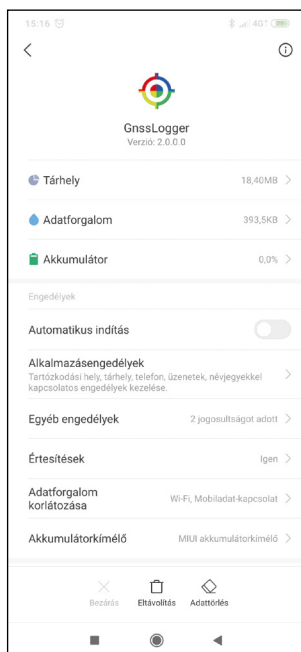 15:16
4G+
GnssLogger
Verzió: 2.0.0.0
Tárhely 18,40MB
Adatforgalom 393,5KB
Akkumulátor 0,0%
Engedélyek
Automatikus indítás
Alkalmazásengedélyek
Tartózkodási hely, tárhely, telefon, üzenetek, névjegyekkel
kapcsolatos engedélyek kezelése.
Egyéb engedélyek 2 jogosultságot adott
Értesítések Igen
Adatforgalom
korlátozása Wi-Fi, Mobiladat-kapcsolat
Akkumulátorkímélő MIUI akkumulátorkímélő
Bezárás Eltávolítás Adattörlés